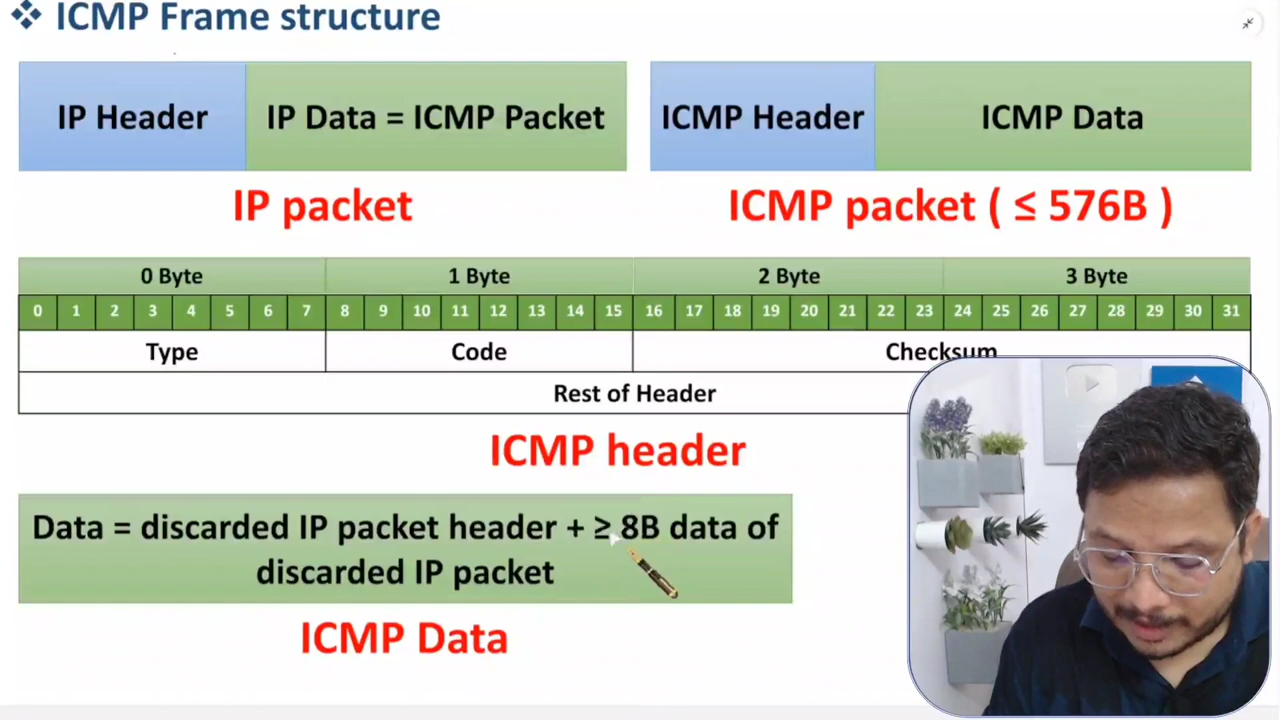 ❖ ICMP Frame structure
IP Header IP Data = ICMP Packet ICMP Header ICMP Data
IP packet ICMP packet ( ≤ 576B )
0 Byte 1 Byte 2 Byte 3 Byte
0 1 2 3 4 5 6 7 8 9 10 11 12 13 14 15 16 17 18 19 20 21 22 23 24 25 26 27 28 29 30 31
Type Code Checksum
Rest of Header
ICMP header
Data = discarded IP packet header + ≥ 8B data of
discarded IP packet
ICMP Data